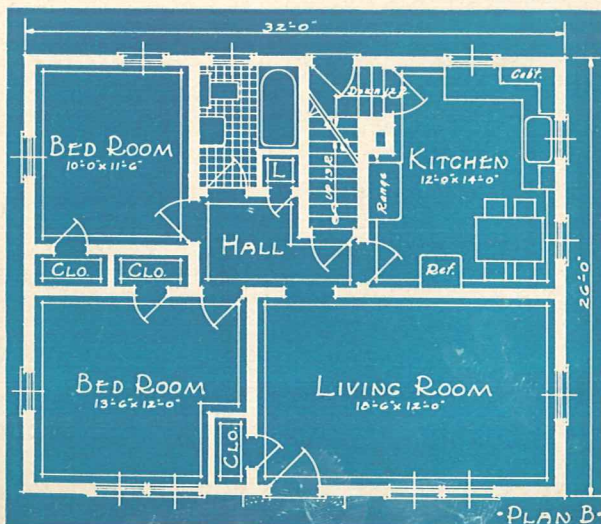 32'-0"
Cabt.
Down 12 R
BED ROOM
10'-0" x 11'-6"
KITCHEN
12'-0" x 14'-0"
L
Up 13 R
Range
HALL
CLO.
CLO.
Ref.
26'-0"
BED ROOM
13'-6" x 12'-0"
LIVING ROOM
18'-6" x 12'-0"
CLO.
•PLAN B•